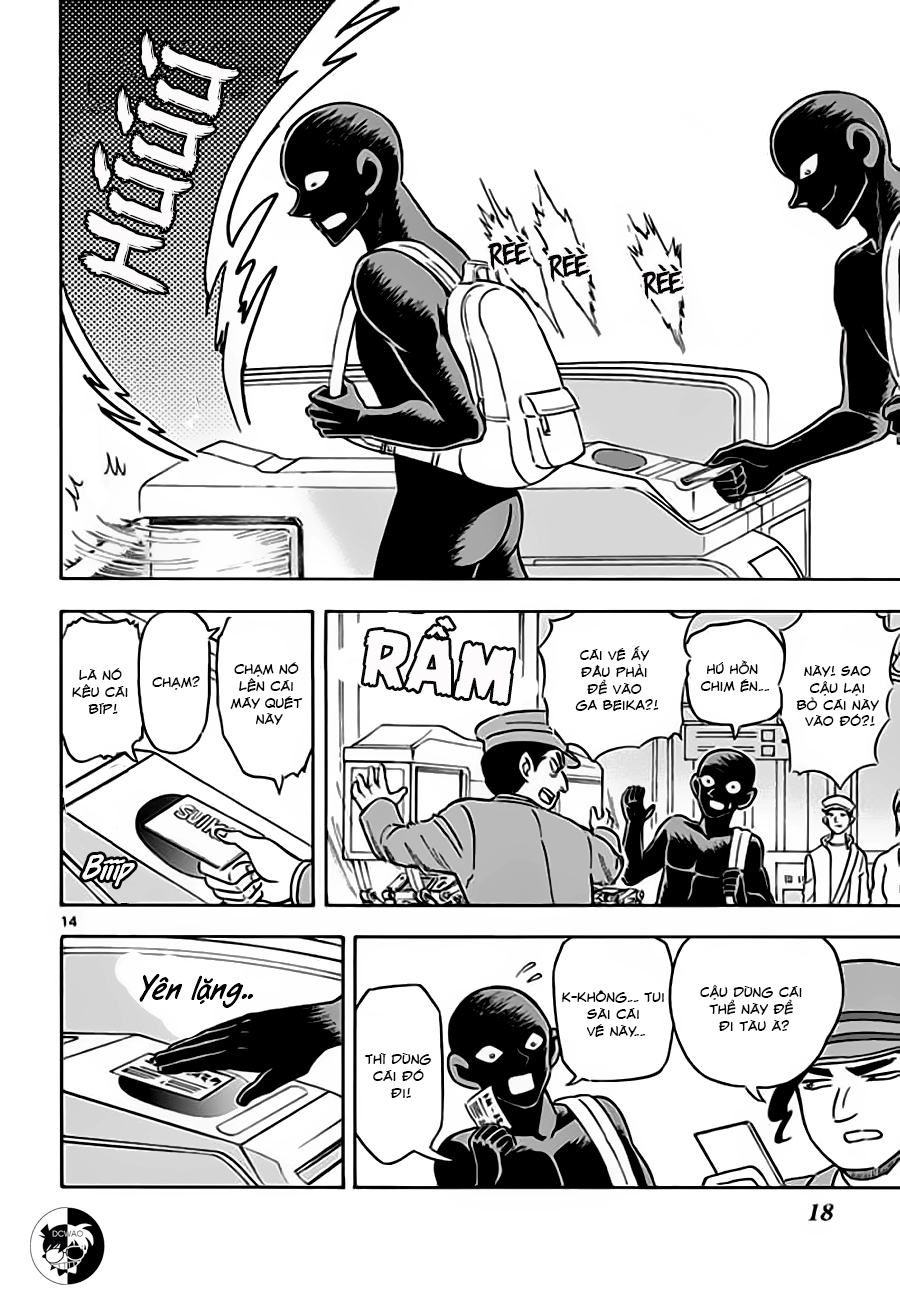 HÚÚÚ
RÈÈ
RÈÈ
RÈÈ
NÀY! SAO
CẬU LẠI
BỎ CÁI NÀY
VÀO ĐÓ?!
HÚ HỒN
CHIM ÉN...
CÁI VÉ ẤY
ĐÂU PHẢI
ĐỂ VÀO
GA BEIKA?!
RẦM
CHẠM NÓ
LÊN CÁI
MÁY QUÉT
NÀY
CHẠM?
LÀ NÓ
KÊU CÁI
BÍP!
SUIC
Bíííp
14
CẬU DÙNG CÁI
THẺ NÀY ĐỂ
ĐI TÀU À?
K-KHÔNG... TUI
SÀI CÁI
VÉ NÀY...
THÌ DÙNG
CÁI ĐÓ
ĐI!
Yên lặng..
18
DCWAO